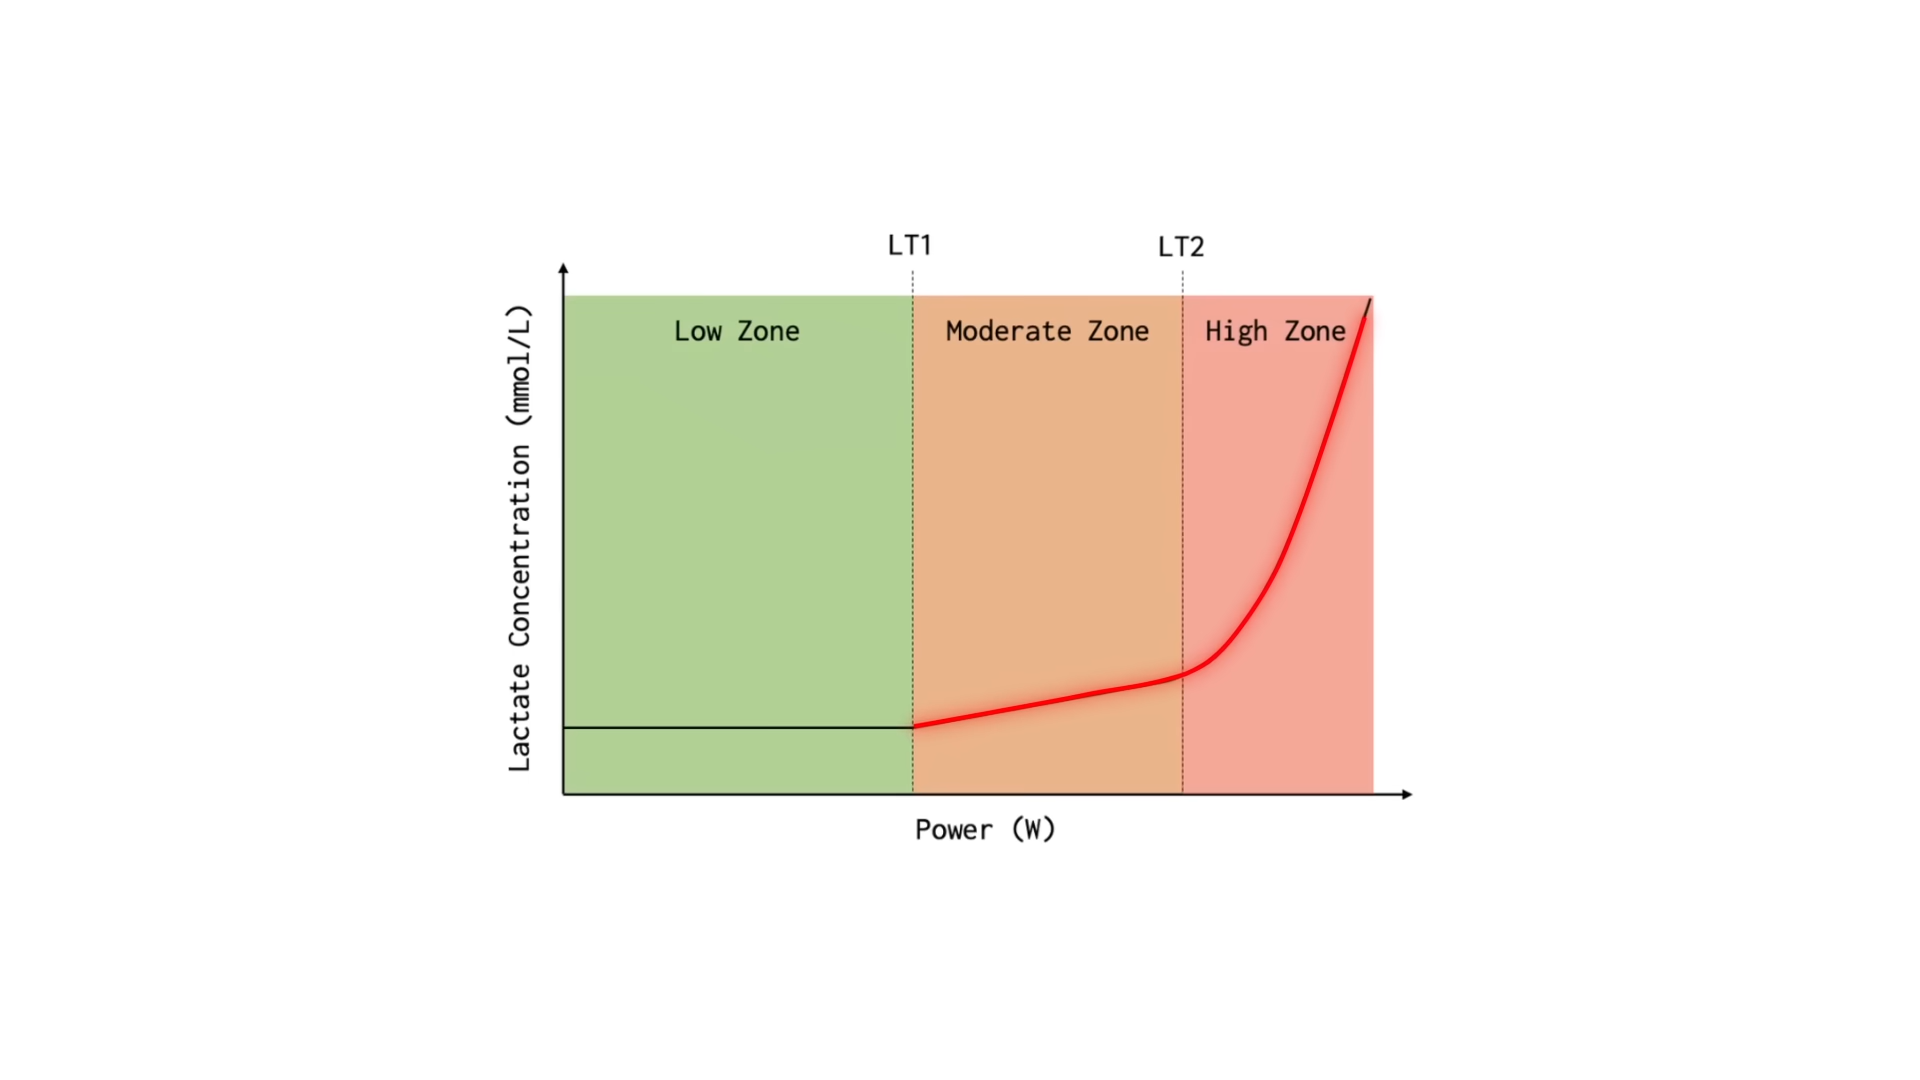 LT1
LT2
Low Zone
Moderate Zone
High Zone
Lactate Concentration (mmol/L)
Power (W)